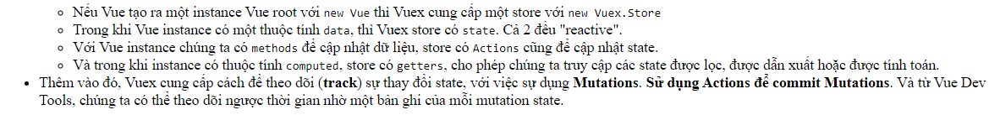 Nếu Vue tạo ra một instance Vue root với new Vue thì Vuex cung cấp một store với new Vuex.Store
Trong khi Vue instance có một thuộc tính data, thì Vuex store có state. Cả 2 đều "reactive".
Với Vue instance chúng ta có methods để cập nhật dữ liệu, store có Actions cũng để cập nhật state.
Và trong khi instance có thuộc tính computed, store có getters, cho phép chúng ta truy cập các state được lọc, được dẫn xuất hoặc được tính toán.
Thêm vào đó, Vuex cung cấp cách để theo dõi (track) sự thay đổi state, với việc sự dụng Mutations. Sử dụng Actions để commit Mutations. Và từ Vue Dev
Tools, chúng ta có thể theo dõi ngược thời gian nhờ một bản ghi của mỗi mutation state.